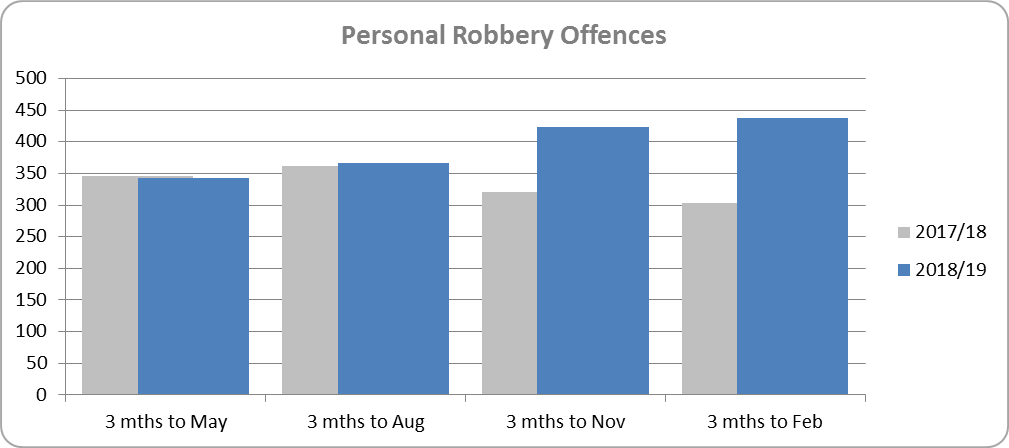 Personal Robbery Offences
500
450
400
350
300
250
200
150
100
50
0
3 mths to May
3 mths to Aug
3 mths to Nov
3 mths to Feb
2017/18
2018/19